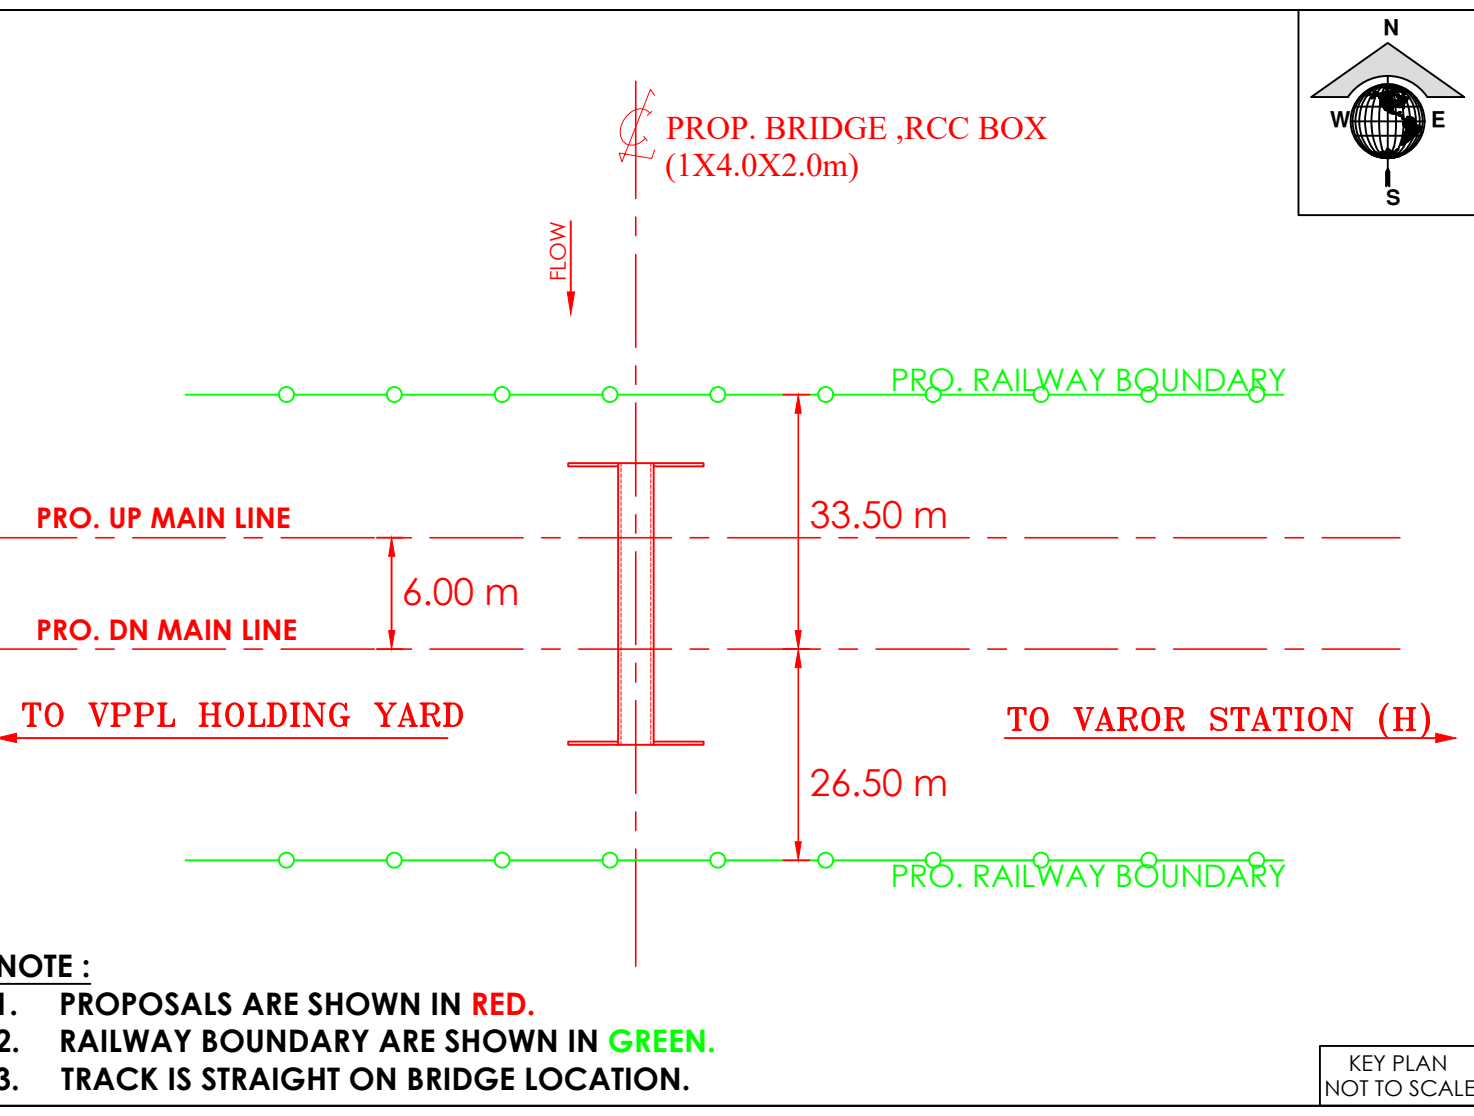 N
W E
S
PROP. BRIDGE ,RCC BOX
(1X4.0X2.0m)
FLOW
PRO. RAILWAY BOUNDARY
PRO. UP MAIN LINE
33.50 m
6.00 m
PRO. DN MAIN LINE
TO VPPL HOLDING YARD
TO VAROR STATION (H)
26.50 m
PRO. RAILWAY BOUNDARY
NOTE :
1. PROPOSALS ARE SHOWN IN RED.
2. RAILWAY BOUNDARY ARE SHOWN IN GREEN.
3. TRACK IS STRAIGHT ON BRIDGE LOCATION.
KEY PLAN
NOT TO SCALE